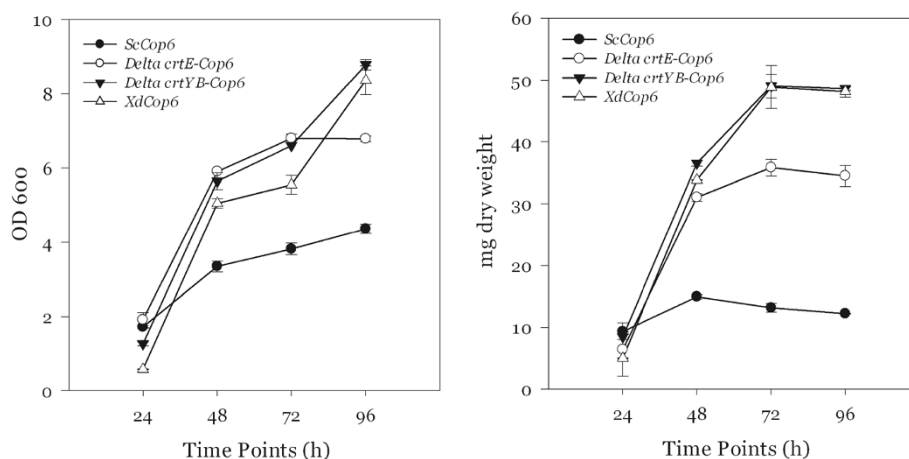 10
8
6
4
2
0
OD 600
ScCop6
Delta crtE-Cop6
Delta crtYB-Cop6
XdCop6
24 48 72 96
Time Points (h)
60
50
40
30
20
10
0
mg dry weight
ScCop6
Delta crtE-Cop6
Delta crtYB-Cop6
XdCop6
24 48 72 96
Time Points (h)